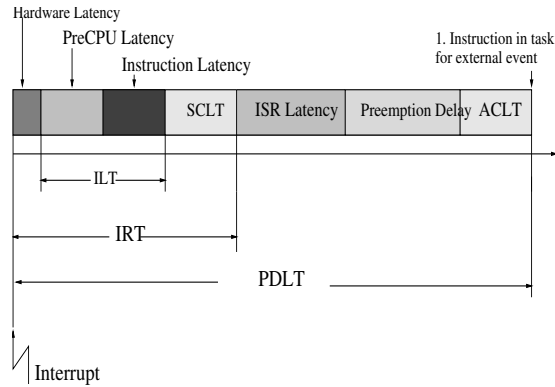 Hardware Latency
PreCPU Latency
Instruction Latency
1. Instruction in task
for external event
SCLT
ISR Latency
Preemption Delay
ACLT
ILT
IRT
PDLT
Interrupt